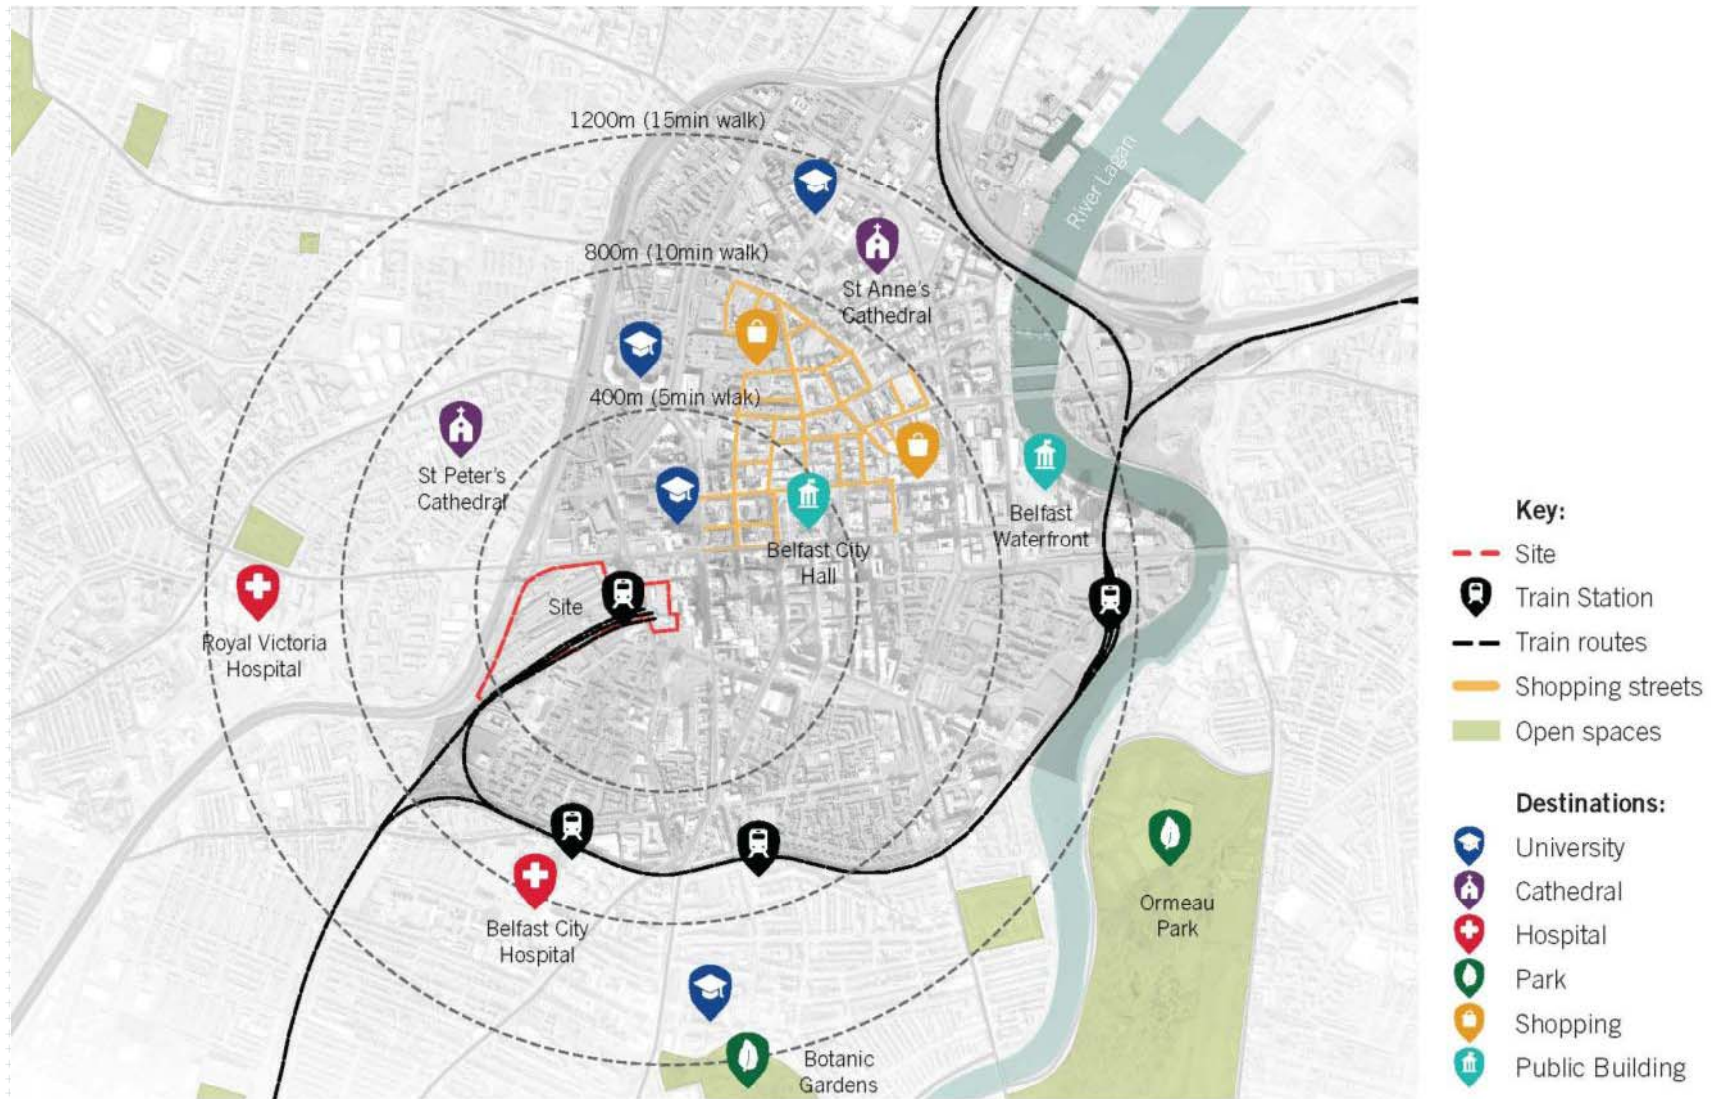 1200m (15min walk)
River Lagan
800m (10min walk)
St Anne's
Cathedral
400m (5min wlak)
St Peter's
Cathedral
Belfast
Waterfront
Belfast City
Hall
Site
Royal Victoria
Hospital
Ormeau
Park
Belfast City
Hospital
Botanic
Gardens
Key:
Site
Train Station
Train routes
Shopping streets
Open spaces
Destinations:
University
Cathedral
Hospital
Park
Shopping
Public Building